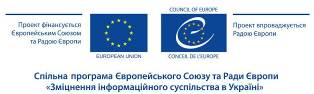 COUNCIL OF EUROPE
Проект фінансується
Європейським Союзом
та Радою Європи
Проект впроваджується
Радою Європи
EUROPEAN UNION
CONSEIL DE L'EUROPE
Спільна програма Європейського Союзу та Ради Європи
«Зміцнення інформаційного суспільства в Україні»